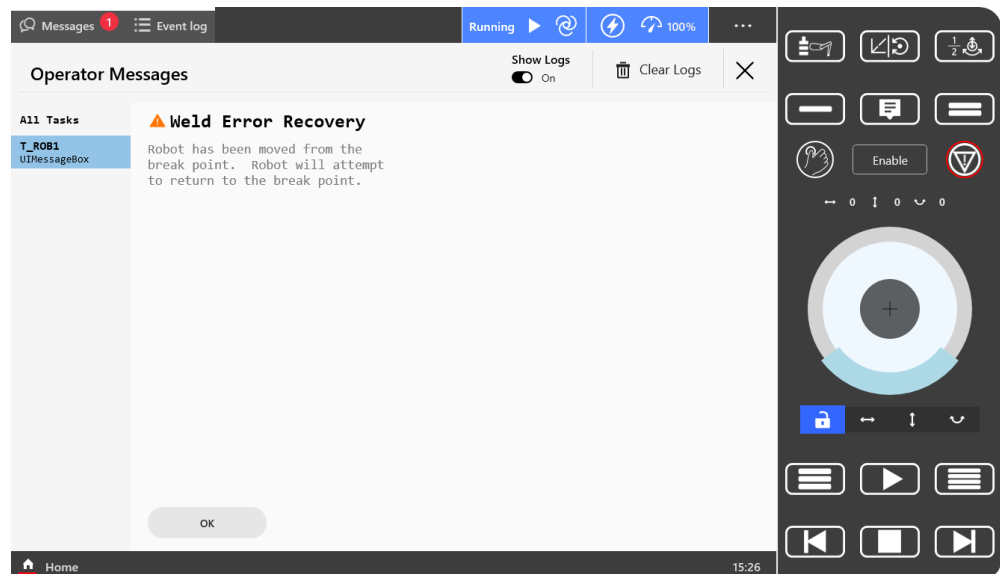 Messages 1 Event log Running 100% ...
Operator Messages
Show Logs
On
Clear Logs
All Tasks
T_ROB1
UIMessageBox
Weld Error Recovery
Robot has been moved from the
break point.  Robot will attempt
to return to the break point.
OK
Home 15:26
1
2
Enable
0 0 0